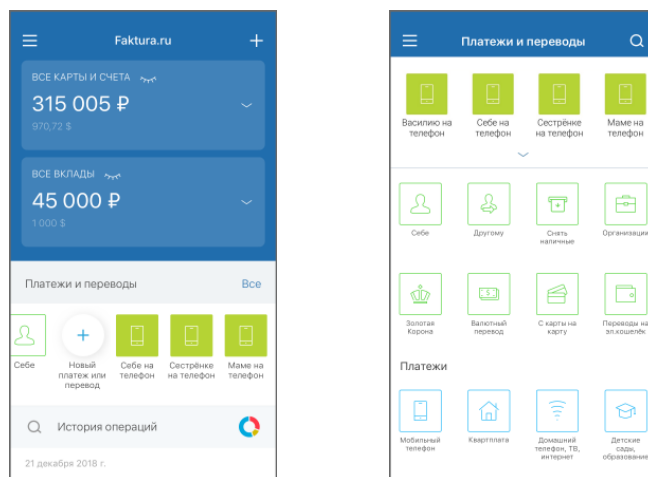 Faktura.ru
ВСЕ КАРТЫ И СЧЕТА
315 005 ₽
970,72 $
ВСЕ ВКЛАДЫ
45 000 ₽
1 000 $
Платежи и переводы
Все
Себе
Новый
платеж или
перевод
Себе на
телефон
Сестрёнке
на телефон
Маме на
телефон
История операций
21 декабря 2018 г.
Платежи и переводы
Василию на
телефон
Себе на
телефон
Сестрёнке
на телефон
Маме на
телефон
Себе
Другому
Снять
наличные
Организации
Золотая
Корона
Валютный
перевод
С карты на
карту
Переводы на
эл.кошелёк
Платежи
Мобильный
телефон
Квартплата
Домашний
телефон, ТВ,
интернет
Детские
сады,
образование